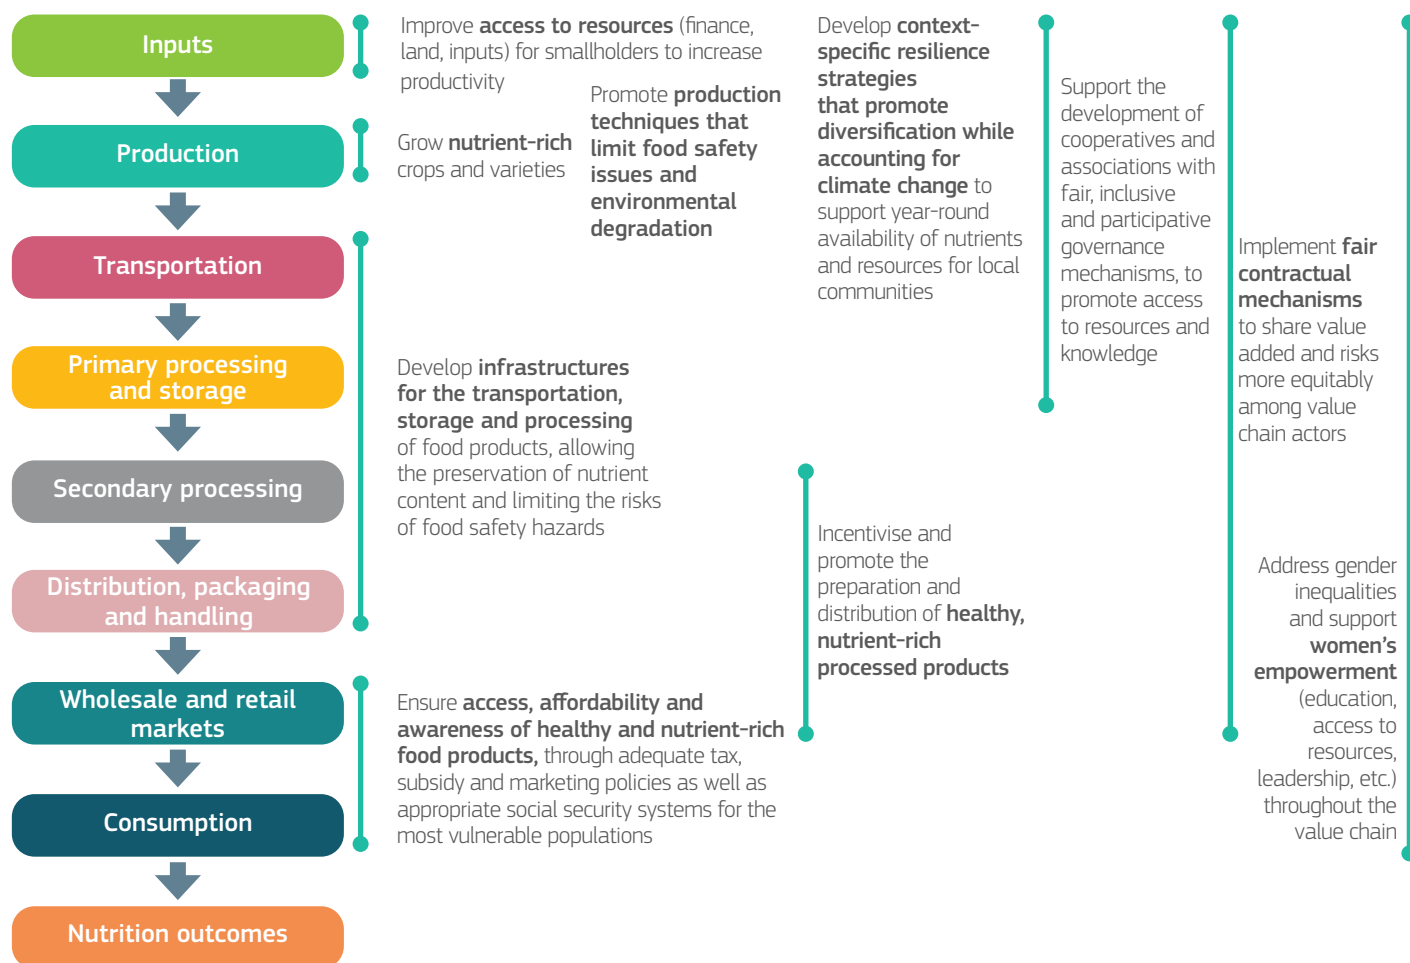 Inputs
Production
Transportation
Primary processing
and storage
Secondary processing
Distribution, packaging
and handling
Wholesale and retail
markets
Consumption
Nutrition outcomes
Improve access to resources (finance,
land, inputs) for smallholders to increase
productivity
Grow nutrient-rich
crops and varieties
Promote production
techniques that
limit food safety
issues and
environmental
degradation
Develop infrastructures
for the transportation,
storage and processing
of food products, allowing
the preservation of nutrient
content and limiting the risks
of food safety hazards
Ensure access, affordability and
awareness of healthy and nutrient-rich
food products, through adequate tax,
subsidy and marketing policies as well as
appropriate social security systems for the
most vulnerable populations
Develop context-
specific resilience
strategies
that promote
diversification while
accounting for
climate change to
support year-round
availability of nutrients
and resources for local
communities
Incentivise and
promote the
preparation and
distribution of healthy,
nutrient-rich
processed products
Support the
development of
cooperatives and
associations with
fair, inclusive
and participative
governance
mechanisms, to
promote access
to resources and
knowledge
Implement fair
contractual
mechanisms
to share value
added and risks
more equitably
among value
chain actors
Address gender
inequalities
and support
women's
empowerment
(education,
access to
resources,
leadership, etc.)
throughout the
value chain